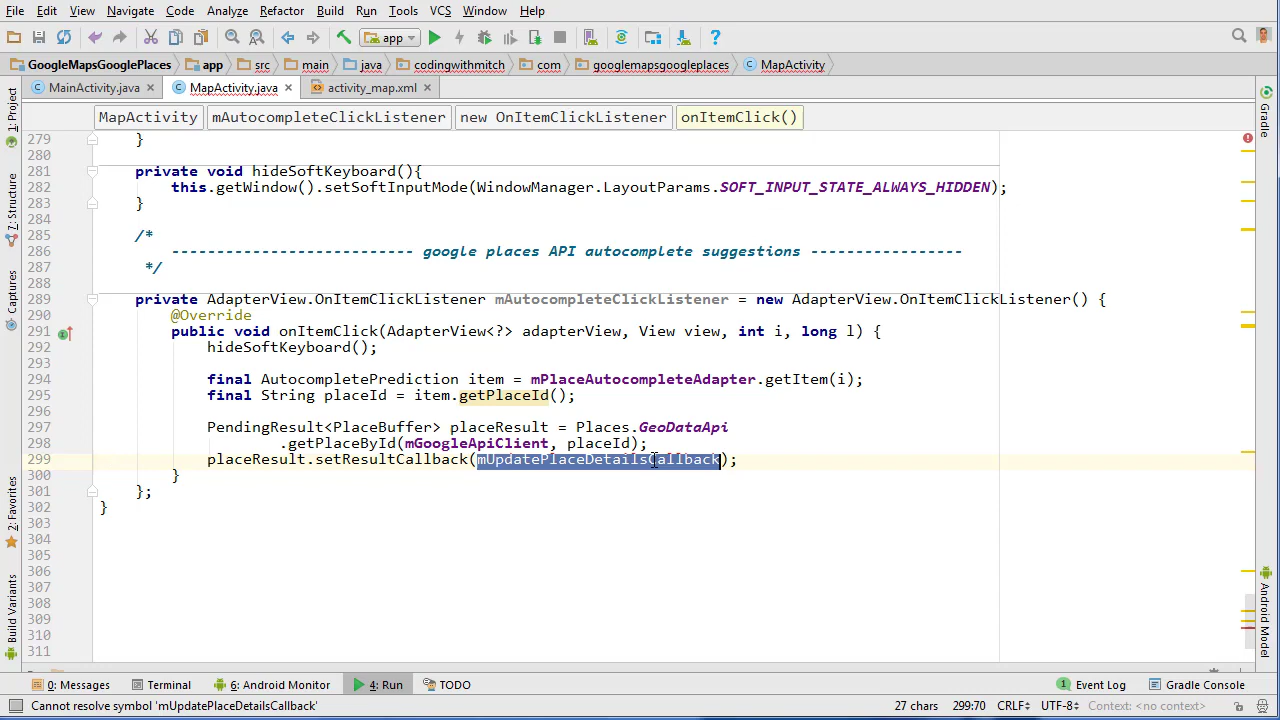 File Edit View Navigate Code Analyze Refactor Build Run Tools VCS Window Help
app
GoogleMapsGooglePlaces app src main java codingwithmitch com googlemapsgoogleplaces MapActivity
MainActivity.java MapActivity.java activity_map.xml
MapActivity mAutocompleteClickListener new OnItemClickListener onItemClick()
279 }
280
281 private void hideSoftKeyboard(){
282 this.getWindow().setSoftInputMode(WindowManager.LayoutParams.SOFT_INPUT_STATE_ALWAYS_HIDDEN);
283 }
284
285 /*
286 --------------------------- google places API autocomplete suggestions -----------------
287 */
288
289 private AdapterView.OnItemClickListener mAutocompleteClickListener = new AdapterView.OnItemClickListener() {
290 @Override
291 public void onItemClick(AdapterView<?> adapterView, View view, int i, long l) {
292 hideSoftKeyboard();
293
294 final AutocompletePrediction item = mPlaceAutocompleteAdapter.getItem(i);
295 final String placeId = item.getPlaceId();
296
297 PendingResult<PlaceBuffer> placeResult = Places.GeoDataApi
298 .getPlaceById(mGoogleApiClient, placeId);
299 placeResult.setResultCallback(mUpdatePlaceDetailsCallback);
300 }
301 };
302 }
303
304
305
306
307
308
309
310
311
1: Project
7: Structure
Captures
2: Favorites
Build Variants
Gradle
Android Model
0: Messages Terminal 6: Android Monitor 4: Run TODO 1 Event Log Gradle Console
Cannot resolve symbol 'mUpdatePlaceDetailsCallback' 27 chars 299:70 CRLF UTF-8 Context: <no context>